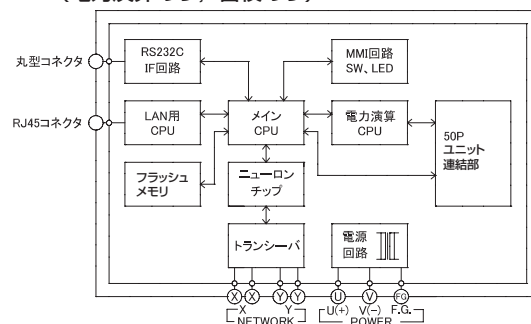 丸型コネクタ
RS232C
IF回路
MMI回路
SW、LED
RJ45コネクタ
LAN用
CPU
メイン
CPU
電力演算
CPU
50P
ユニット
連結部
フラッシュ
メモリ
ニューロン
チップ
トランシーバ
電源
回路
X X Y Y U V FG
X Y U(+) V(−) F.G.
NETWORK POWER